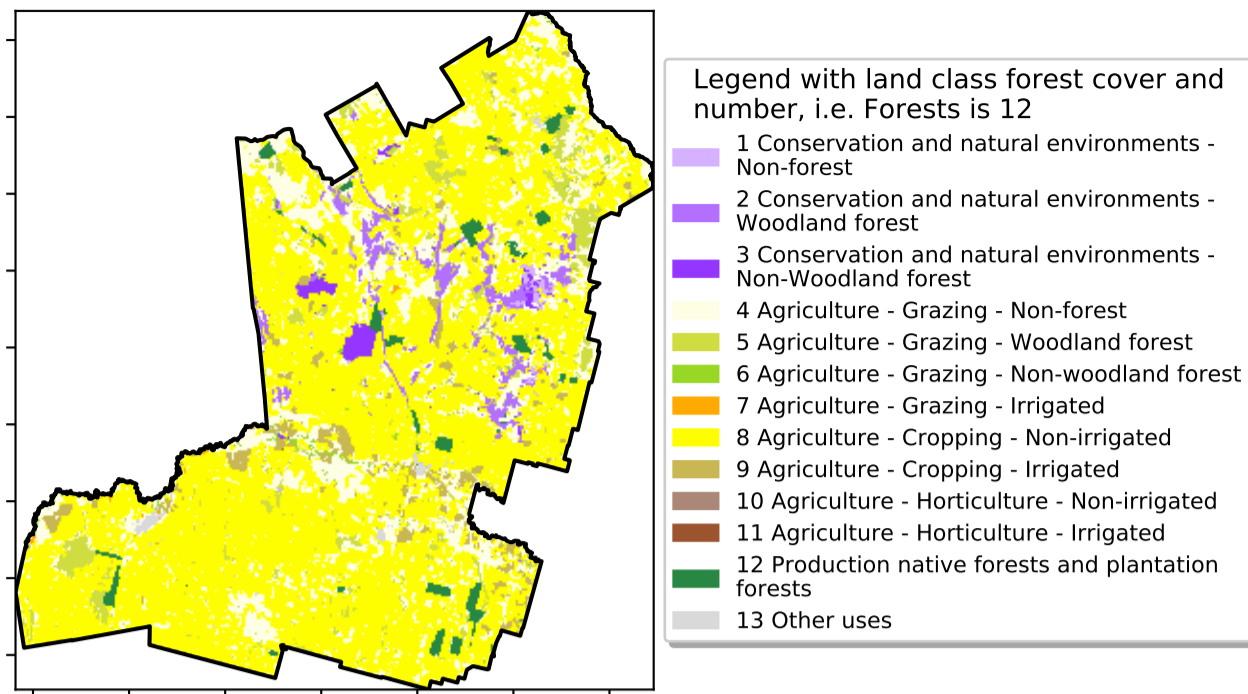 Legend with land class forest cover and
number, i.e. Forests is 12
1 Conservation and natural environments -
Non-forest
2 Conservation and natural environments -
Woodland forest
3 Conservation and natural environments -
Non-Woodland forest
4 Agriculture - Grazing - Non-forest
5 Agriculture - Grazing - Woodland forest
6 Agriculture - Grazing - Non-woodland forest
7 Agriculture - Grazing - Irrigated
8 Agriculture - Cropping - Non-irrigated
9 Agriculture - Cropping - Irrigated
10 Agriculture - Horticulture - Non-irrigated
11 Agriculture - Horticulture - Irrigated
12 Production native forests and plantation
forests
13 Other uses